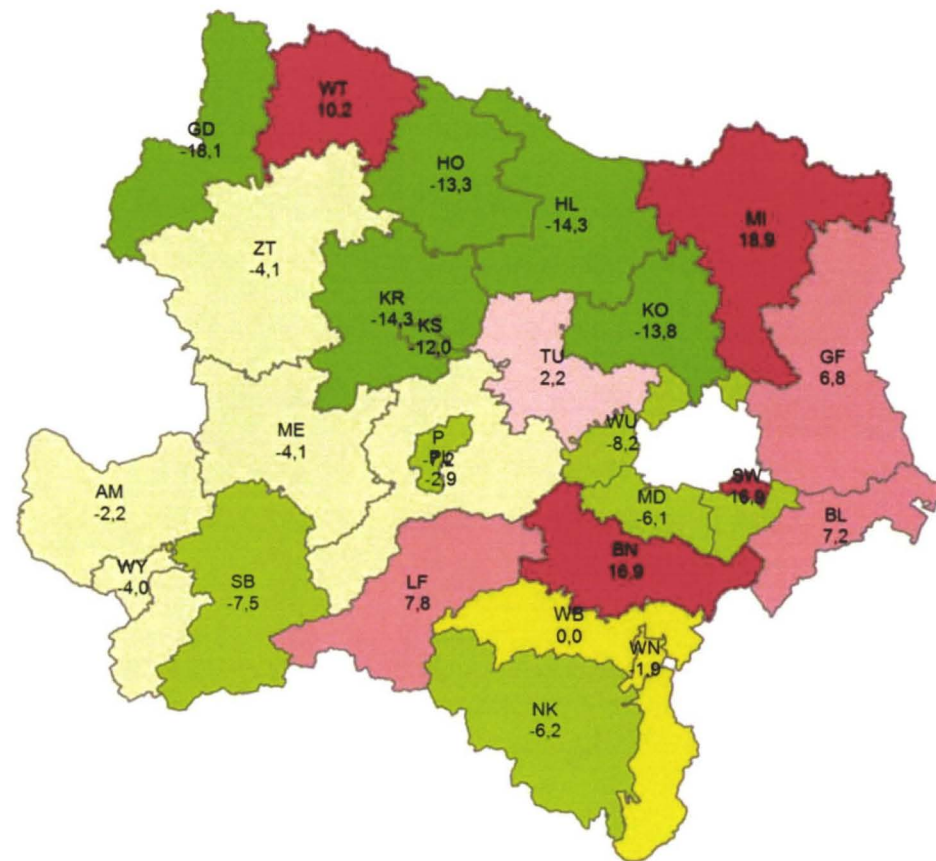 WT
10,2
GD
-18,1
HO
-13,3
HL
-14,3
MI
18,9
ZT
-4,1
KR
-14,3
KS
-12,0
KO
-13,8
TU
2,2
GF
6,8
ME
-4,1
WU
-8,2
P
-2,9
AM
-2,2
SW
16,9
MD
-6,1
BL
7,2
BN
16,9
WY
-4,0
SB
-7,5
LF
7,8
WB
0,0
WN
-1,9
NK
-6,2